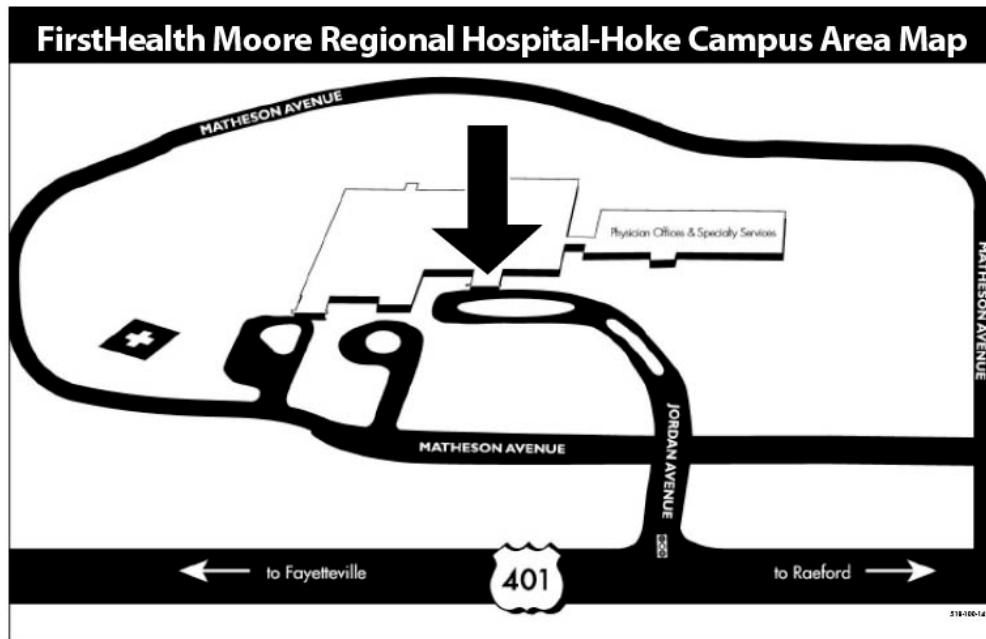 FirstHealth Moore Regional Hospital-Hoke Campus Area Map
MATHESON AVENUE
Physician Offices & Specialty Services
MATHESON AVENUE
JORDAN AVENUE
MATHESON AVENUE
to Fayetteville
401
to Raeford